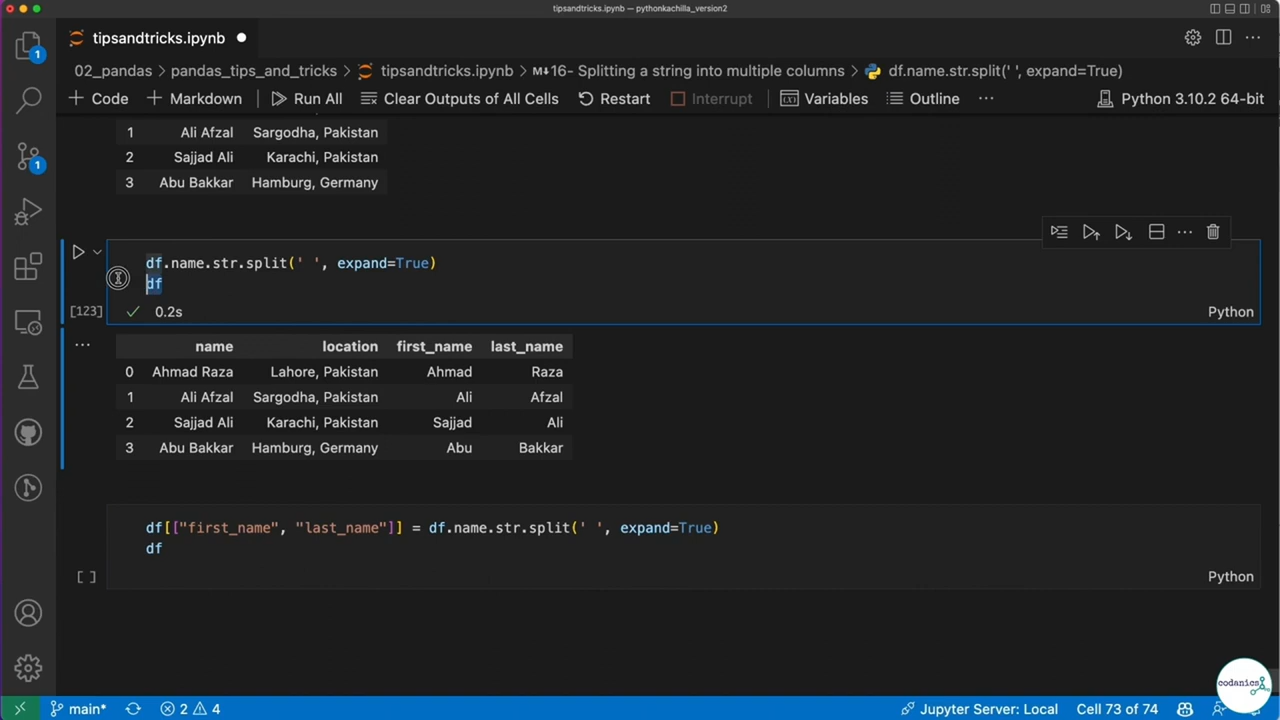 tipsandtricks.ipynb — pythonkachilla_version2
tipsandtricks.ipynb
1
02_pandas > pandas_tips_and_tricks > tipsandtricks.ipynb > M↓16- Splitting a string into multiple columns > df.name.str.split(' ', expand=True)
+ Code + Markdown | Run All Clear Outputs of All Cells Restart Interrupt | Variables Outline ··· Python 3.10.2 64-bit
1 Ali Afzal Sargodha, Pakistan
1
2 Sajjad Ali Karachi, Pakistan
3 Abu Bakkar Hamburg, Germany
df.name.str.split(' ', expand=True)
df
[123] 0.2s Python
name location first_name last_name
0 Ahmad Raza Lahore, Pakistan Ahmad Raza
1 Ali Afzal Sargodha, Pakistan Ali Afzal
2 Sajjad Ali Karachi, Pakistan Sajjad Ali
3 Abu Bakkar Hamburg, Germany Abu Bakkar
df[["first_name", "last_name"]] = df.name.str.split(' ', expand=True)
df
[ ] Python
codanics
main* 2 4 Jupyter Server: Local Cell 73 of 74